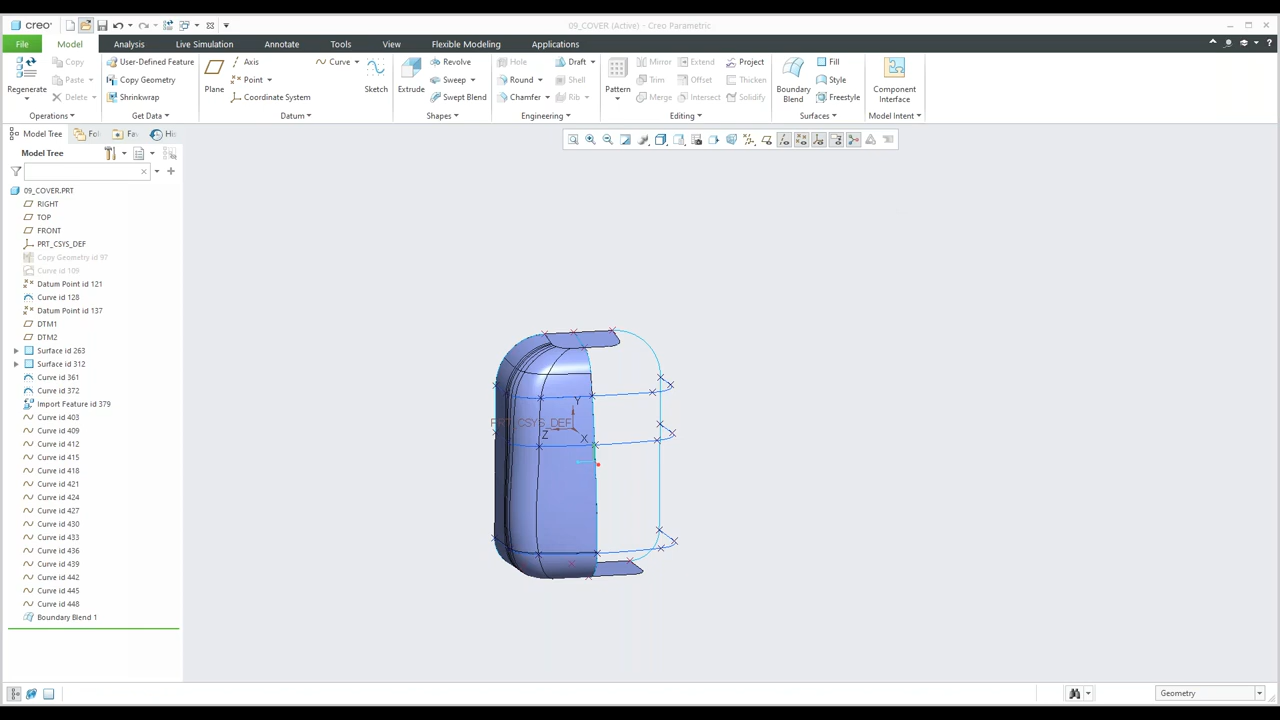 creo
09_COVER (Active) - Creo Parametric
File Model Analysis Live Simulation Annotate Tools View Flexible Modeling Applications
Regenerate
Copy
Paste
Delete
Operations
User-Defined Feature
Copy Geometry
Shrinkwrap
Get Data
Plane
Axis
Point
Coordinate System
Curve
Sketch
Datum
Extrude
Revolve
Sweep
Swept Blend
Shapes
Hole
Round
Chamfer
Draft
Shell
Rib
Engineering
Pattern
Mirror
Trim
Merge
Extend
Offset
Intersect
Project
Thicken
Solidify
Editing
Boundary
Blend
Fill
Style
Freestyle
Surfaces
Component
Interface
Model Intent
Model Tree Fol Fav His
Model Tree
09_COVER.PRT
RIGHT
TOP
FRONT
PRT_CSYS_DEF
Copy Geometry id 97
Curve id 109
Datum Point id 121
Curve id 128
Datum Point id 137
DTM1
DTM2
Surface id 263
Surface id 312
Curve id 361
Curve id 372
Import Feature id 379
Curve id 403
Curve id 409
Curve id 412
Curve id 415
Curve id 418
Curve id 421
Curve id 424
Curve id 427
Curve id 430
Curve id 433
Curve id 436
Curve id 439
Curve id 442
Curve id 445
Curve id 448
Boundary Blend 1
Y
PRT_CSYS_DEF
Z
X
Geometry